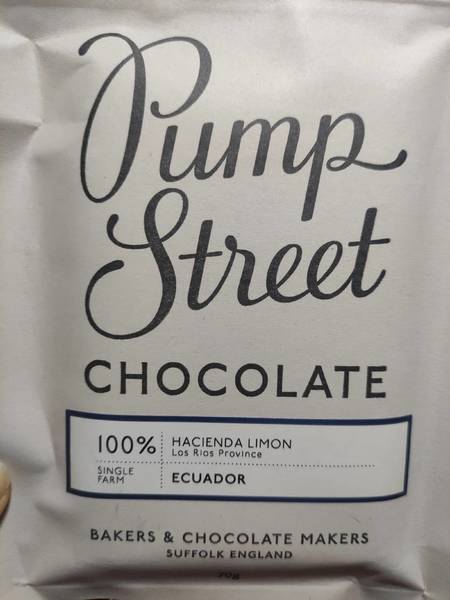 Pump
Street
CHOCOLATE
100%
HACIENDA LIMON
Los Rios Province
SINGLE
FARM
ECUADOR
BAKERS & CHOCOLATE MAKERS
SUFFOLK ENGLAND